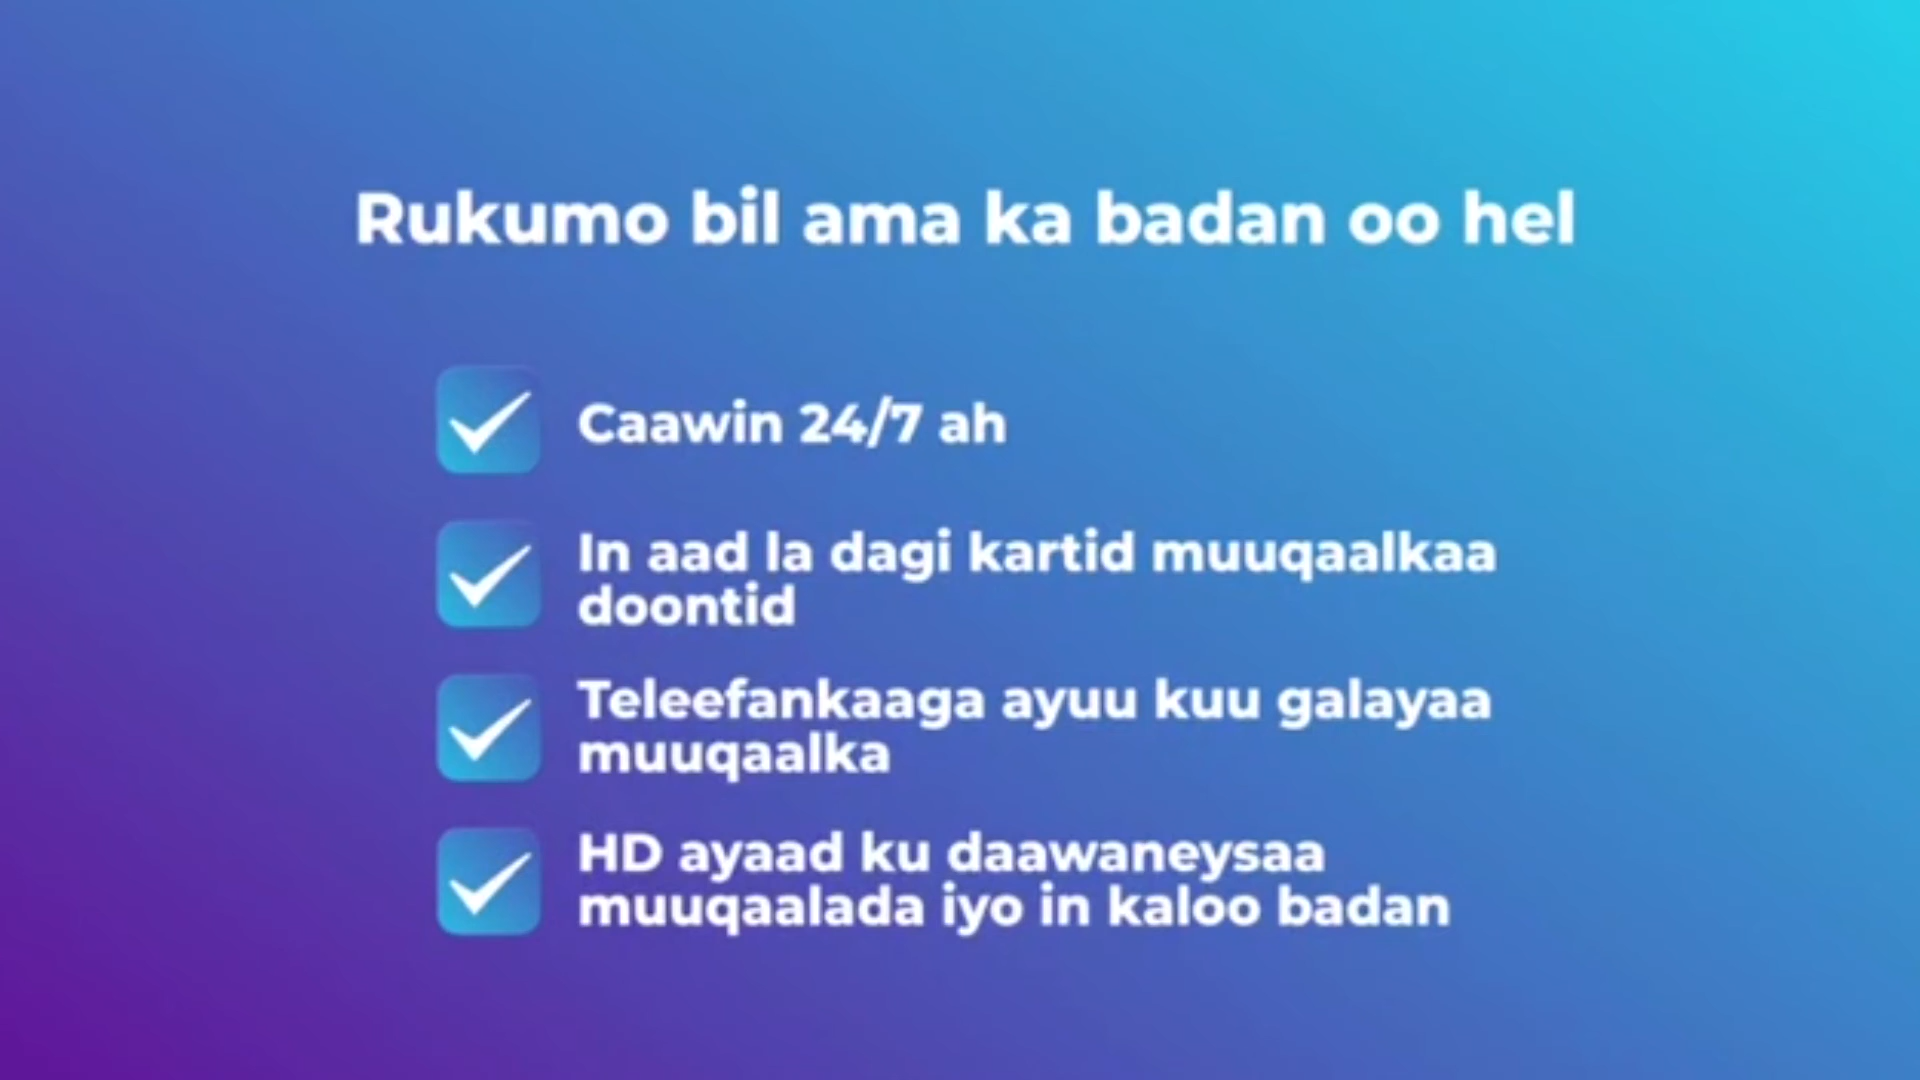 Rukumo bil ama ka badan oo hel
Caawin 24/7 ah
In aad la dagi kartid muuqaalkaa
doontid
Teleefankaaga ayuu kuu galayaa
muuqaalka
HD ayaad ku daawaneysaa
muuqaalada iyo in kaloo badan